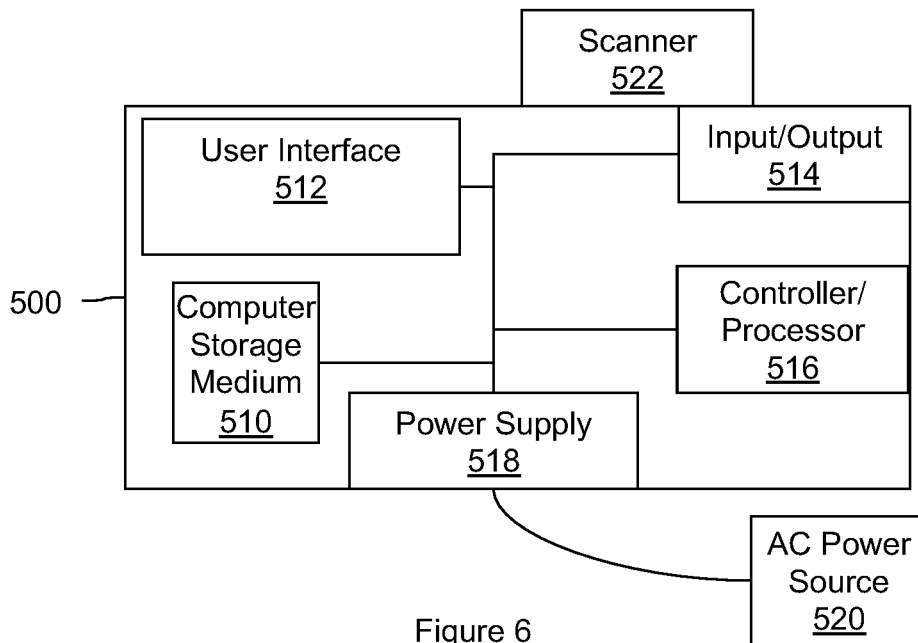 Scanner
522
User Interface
512
Input/Output
514
500
Computer
Storage
Medium
510
Controller/
Processor
516
Power Supply
518
AC Power
Source
520
Figure 6